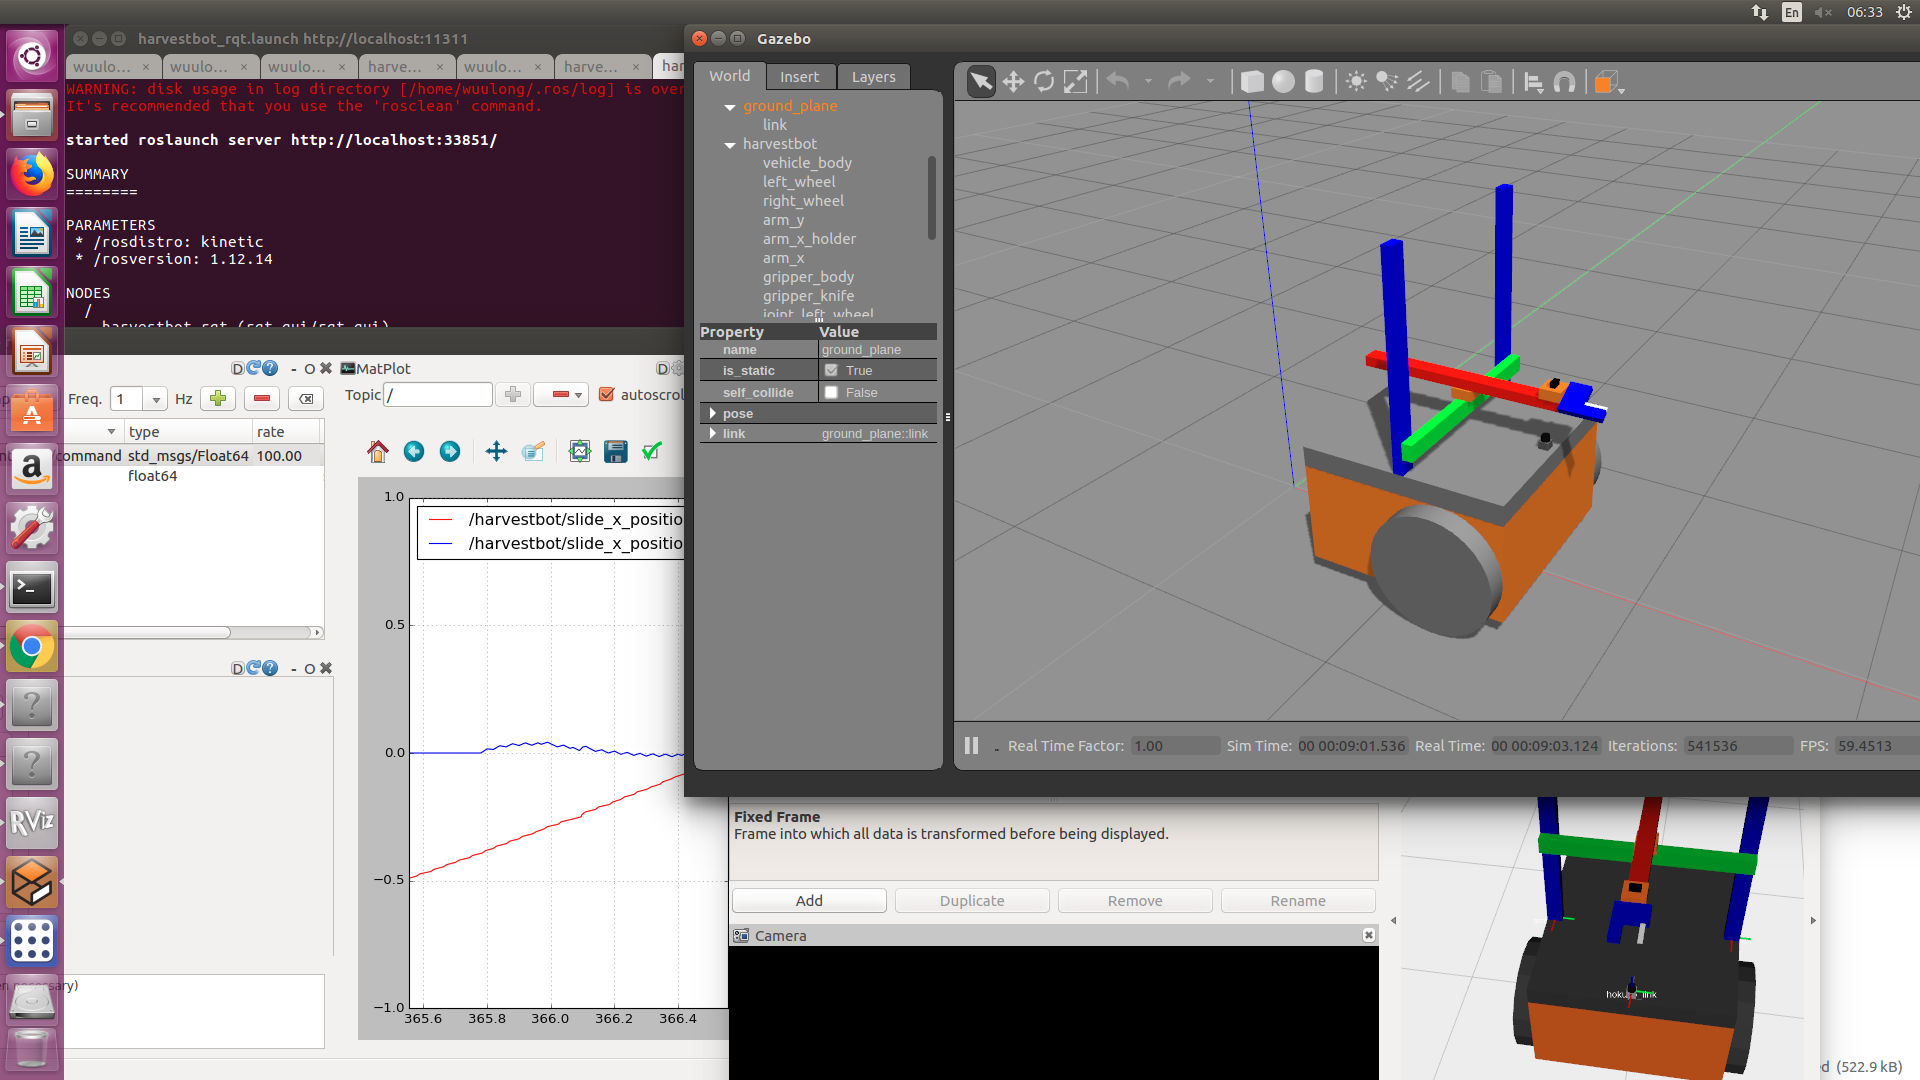 En
06:33
harvestbot_rqt.launch http://localhost:11311
wuulo... ×
wuulo... ×
wuulo... ×
harve... ×
wuulo... ×
harve... ×
har
WARNING: disk usage in log directory [/home/wuulong/.ros/log] is over
It's recommended that you use the 'rosclean' command.
started roslaunch server http://localhost:33851/
SUMMARY
========
PARAMETERS
* /rosdistro: kinetic
* /rosversion: 1.12.14
NODES
/
harvestbot_rqt (rqt_gui/rqt_gui)
Gazebo
World
Insert
Layers
ground_plane
link
harvestbot
vehicle_body
left_wheel
right_wheel
arm_y
arm_x_holder
arm_x
gripper_body
gripper_knife
joint_left_wheel
Property Value
name ground_plane
is_static True
self_collide False
pose
link ground_plane::link
Real Time Factor: 1.00 Sim Time: 00 00:09:01.536 Real Time: 00 00:09:03.124 Iterations: 541536 FPS: 59.4513
D - O
MatPlot
D
Freq. 1 Hz
Topic /
autoscrol
type rate
command std_msgs/Float64 100.00
float64
D - O
/harvestbot/slide_x_positio
/harvestbot/slide_x_positio
1.0
0.5
0.0
−0.5
−1.0
365.6 365.8 366.0 366.2 366.4
Fixed Frame
Frame into which all data is transformed before being displayed.
Add
Duplicate
Remove
Rename
Camera
RViz
d (522.9 kB)